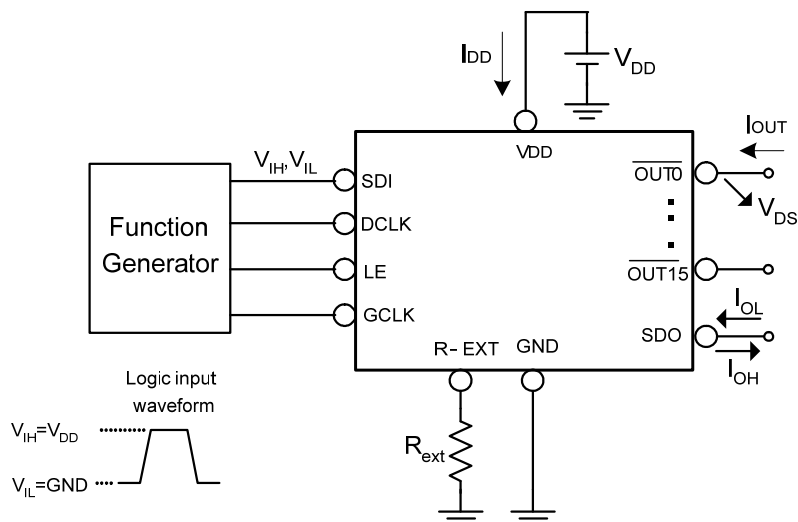 IDD
VDD
VDD
IOUT
VIH,VIL
SDI
OUT0
VDS
Function
Generator
DCLK
LE
OUT15
GCLK
IOL
SDO
IOH
R-EXT
GND
Logic input
waveform
VIH=VDD
Rext
VIL=GND